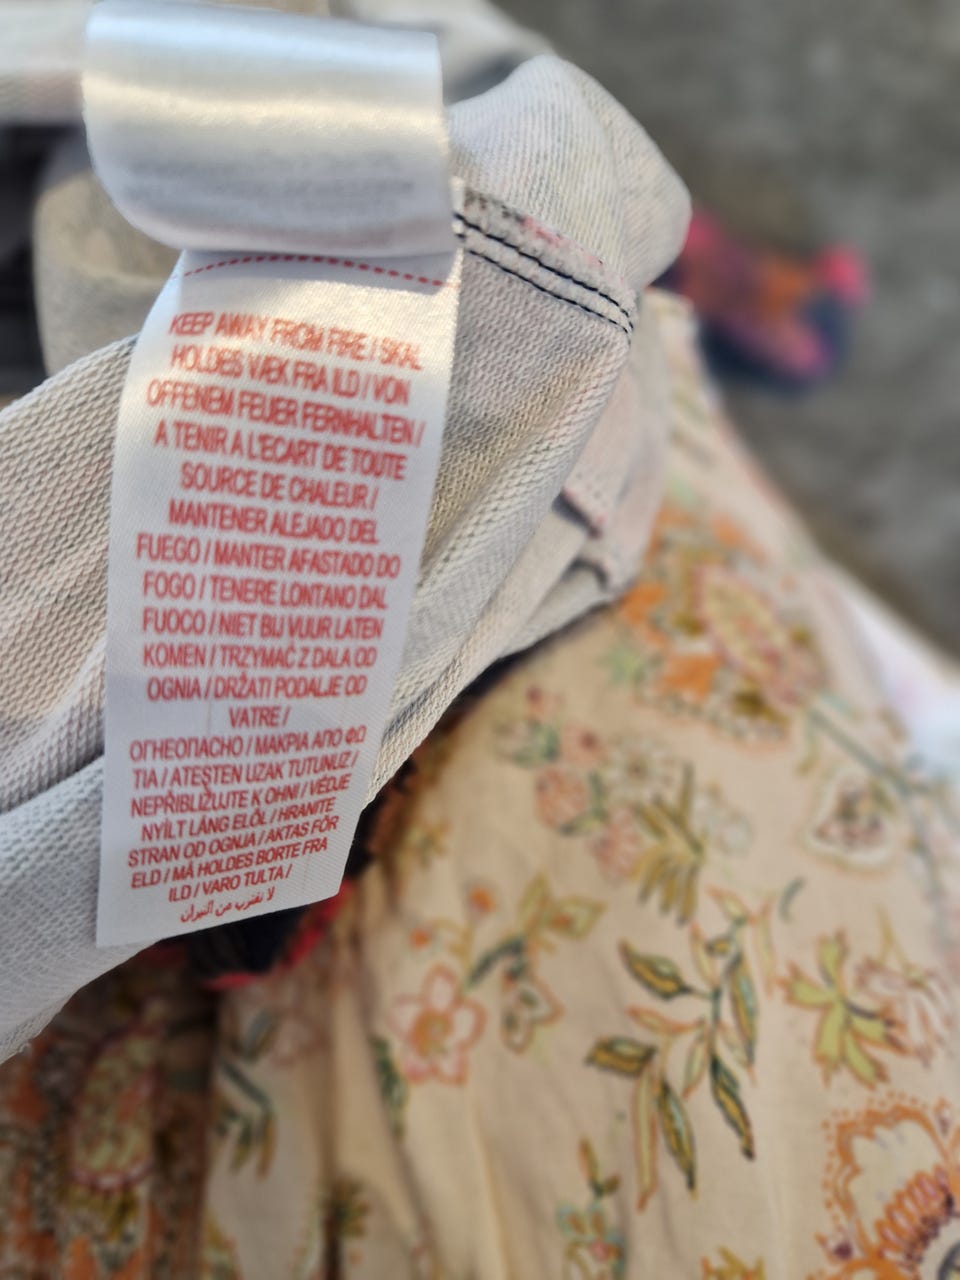 KEEP AWAY FROM FIRE / SKAL
HOLDES VÆK FRA ILD / VON
OFFENEM FEUER FERNHALTEN /
A TENIR A L'ECART DE TOUTE
SOURCE DE CHALEUR /
MANTENER ALEJADO DEL
FUEGO / MANTER AFASTADO DO
FOGO / TENERE LONTANO DAL
FUOCO / NIET BIJ VUUR LATEN
KOMEN / TRZYMAĆ Z DALA OD
OGNIA / DRŽATI PODALJE OD
VATRE /
ОГНЕОПАСНО / ΜΑΚΡΙΑ ΑΠΟ ΦΩ
ΤΙΑ / ATEŞTEN UZAK TUTUNUZ /
NEPŘIBLIŽUJTE K OHNI / VÉDJE
NYÍLT LÁNG ELŐL / HRANITE
STRAN OD OGNJA / AKTAS FÖR
ELD / MÅ HOLDES BORTE FRA
ILD / VARO TULTA /
لا تقترب من النيران